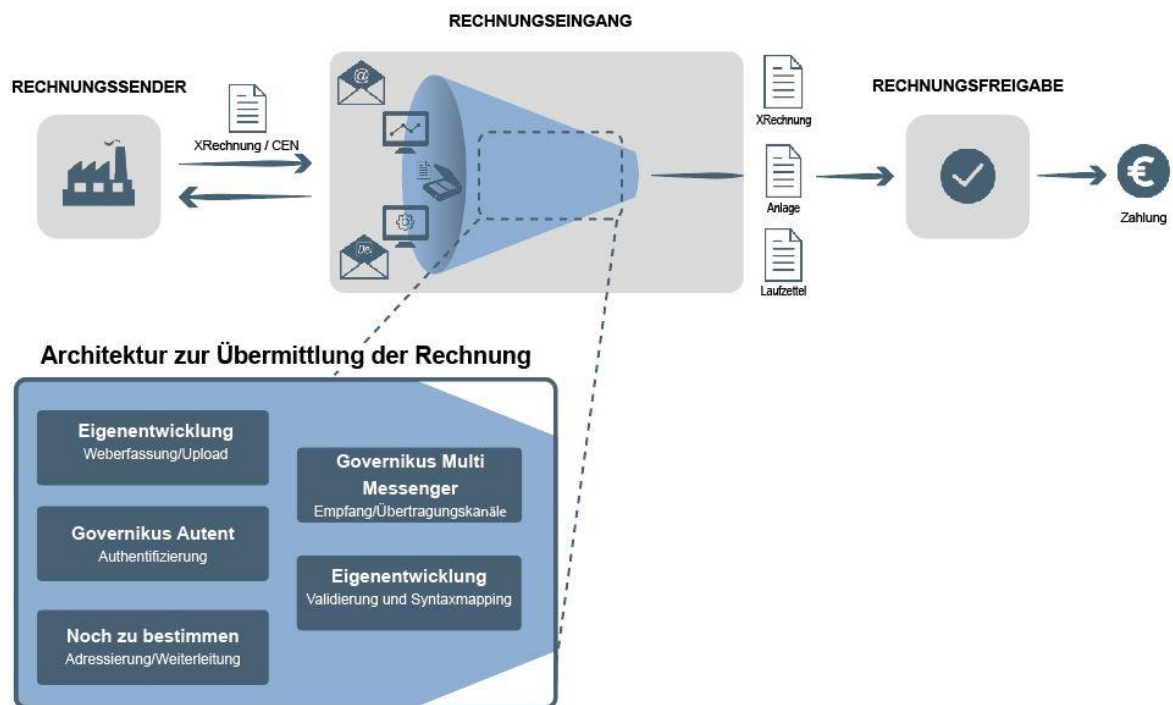 RECHNUNGSEINGANG
RECHNUNGSSENDER
XRechnung / CEN
@
De
XRechnung
Anlage
Laufzettel
RECHNUNGSFREIGABE
€
Zahlung
Architektur zur Übermittlung der Rechnung
Eigenentwicklung
Weberfassung/Upload
Governikus Autent
Authentifizierung
Noch zu bestimmen
Adressierung/Weiterleitung
Governikus Multi
Messenger
Empfang/Übertragungskanäle
Eigenentwicklung
Validierung und Syntaxmapping